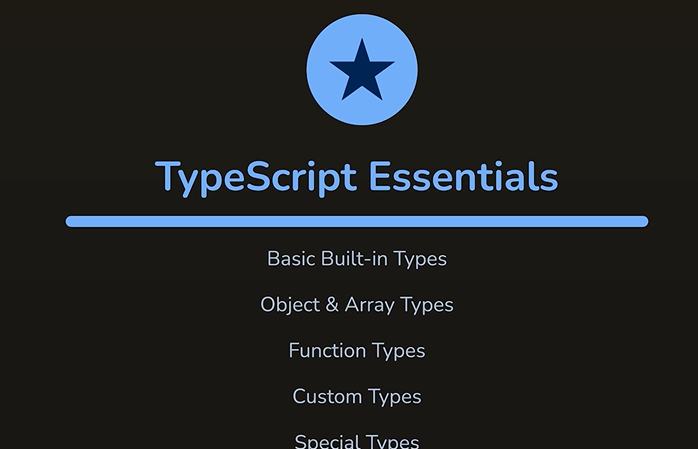 TypeScript Essentials
Basic Built-in Types
Object & Array Types
Function Types
Custom Types
Special Types